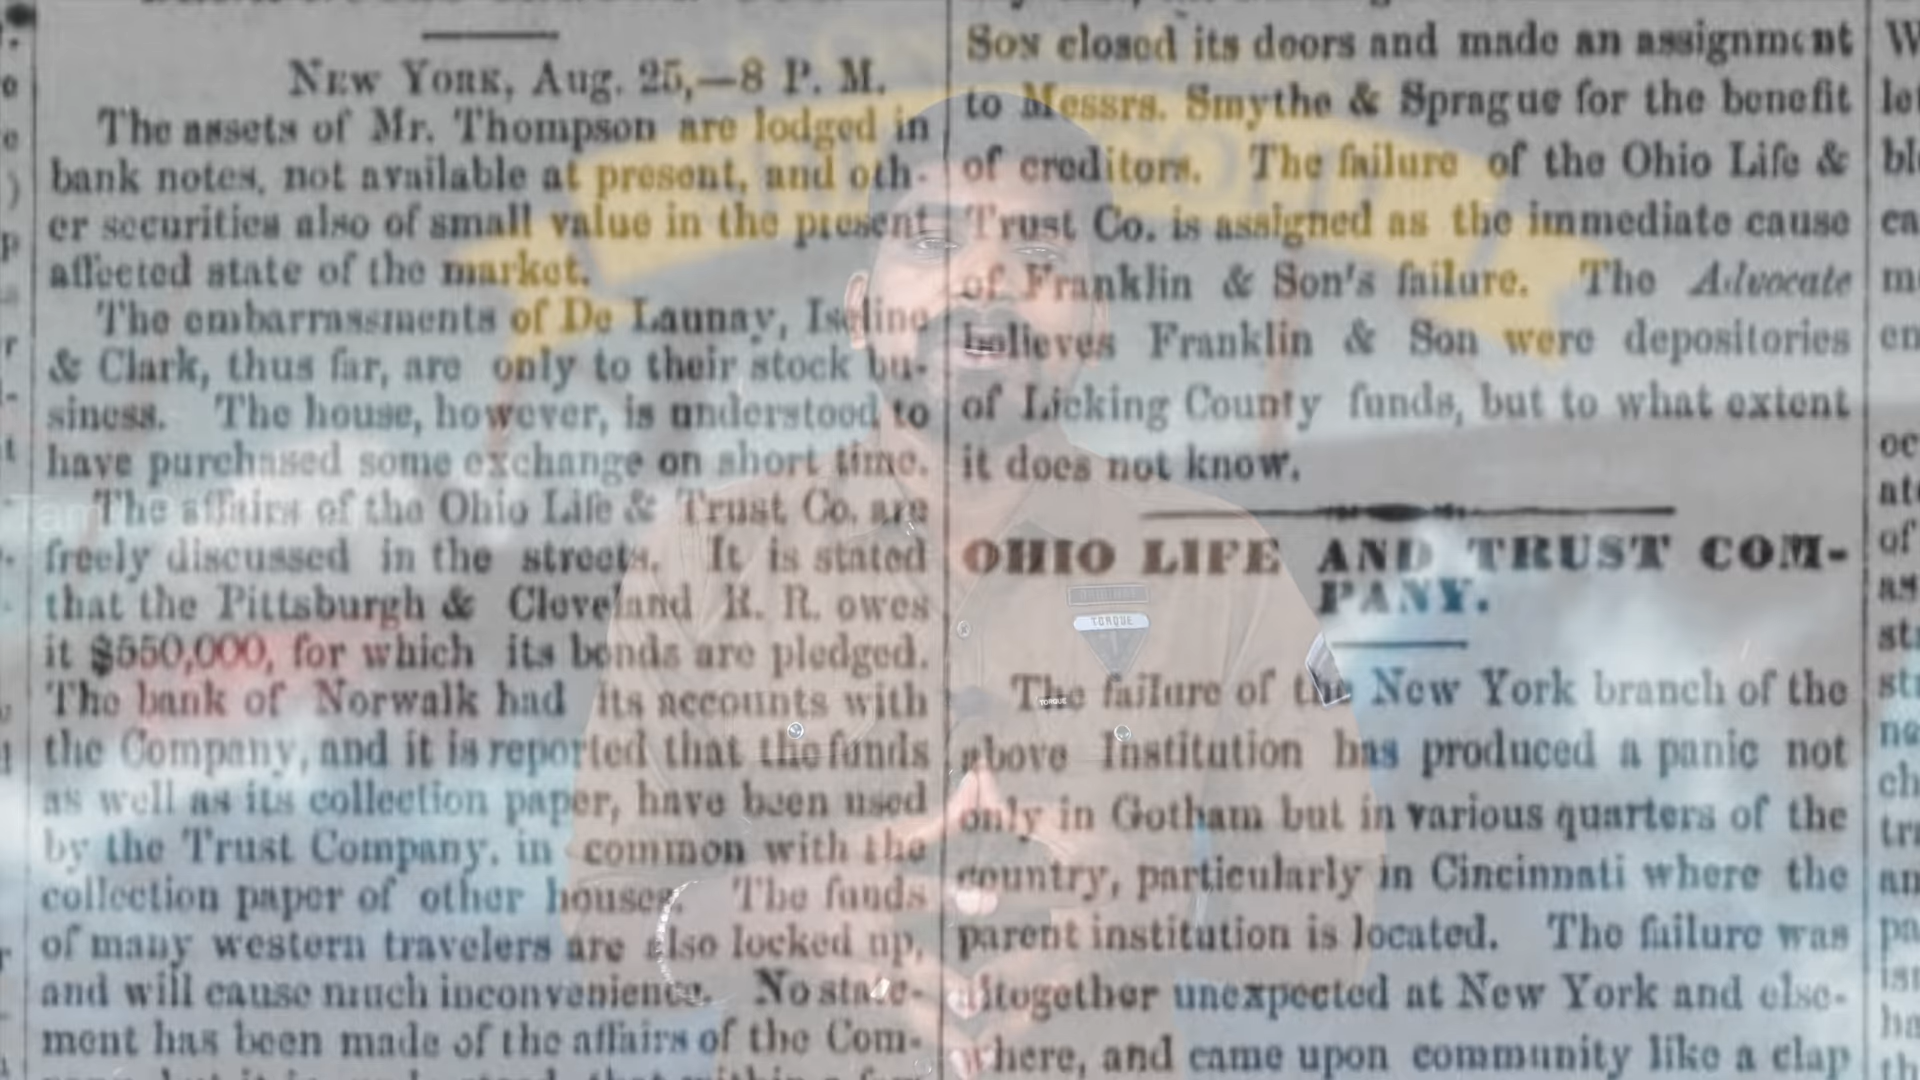 NEW YORK, Aug. 25,—8 P. M.
The assets of Mr. Thompson are lodged in
bank notes, not available at present, and oth-
er securities also of small value in the present
affected state of the market.
The embarrassments of De Launay, Iseline
& Clark, thus far, are only to their stock bu-
siness. The house, however, is understood to
have purchased some exchange on short time.
The affairs of the Ohio Life & Trust Co. are
freely discussed in the streets. It is stated
that the Pittsburgh & Cleveland R. R. owes
it $550,000, for which its bonds are pledged.
The bank of Norwalk had its accounts with
the Company, and it is reported that the funds
as well as its collection paper, have been used
by the Trust Company, in common with the
collection paper of other houses. The funds
of many western travelers are also locked up,
and will cause much inconvenience. No state-
ment has been made of the affairs of the Com-
Son closed its doors and made an assignment
to Messrs. Smythe & Sprague for the benefit
of creditors. The failure of the Ohio Life &
Trust Co. is assigned as the immediate cause
of Franklin & Son's failure. The Advocate
believes Franklin & Son were depositories
of Licking County funds, but to what extent
it does not know.
OHIO LIFE AND TRUST COM-
PANY.
The failure of the New York branch of the
above Institution has produced a panic not
only in Gotham but in various quarters of the
country, particularly in Cincinnati where the
parent institution is located. The failure was
altogether unexpected at New York and else-
where, and came upon community like a clap
TORQUE
TORQUE